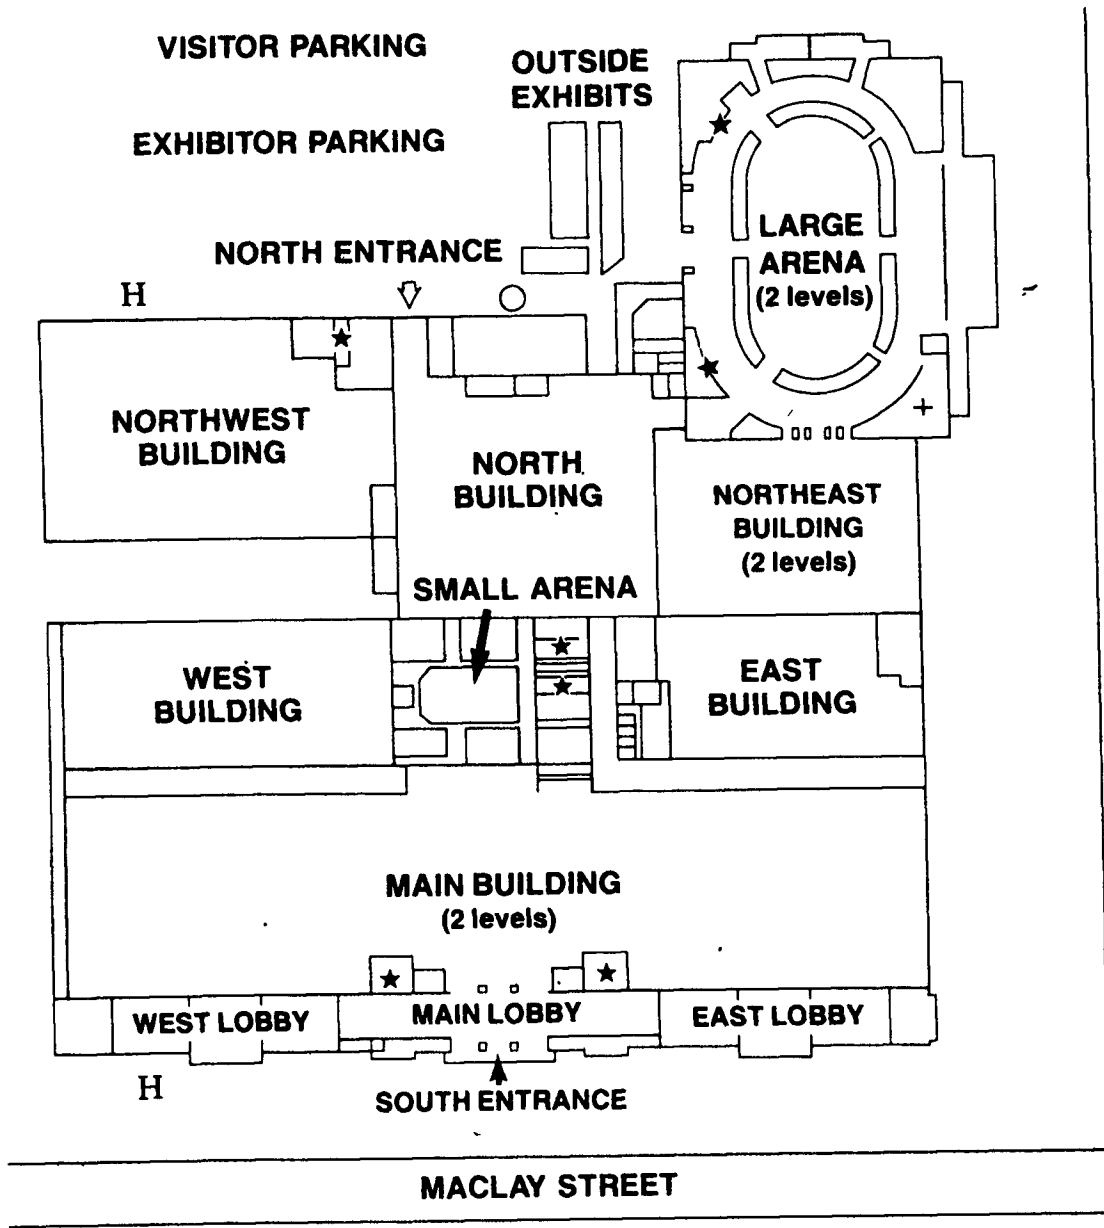 VISITOR PARKING
OUTSIDE
EXHIBITS
EXHIBITOR PARKING
LARGE
ARENA
(2 levels)
NORTH ENTRANCE
H
NORTHWEST
BUILDING
NORTH
BUILDING
NORTHEAST
BUILDING
(2 levels)
SMALL ARENA
WEST
BUILDING
EAST
BUILDING
MAIN BUILDING
(2 levels)
WEST LOBBY
MAIN LOBBY
EAST LOBBY
H
SOUTH ENTRANCE
MACLAY STREET